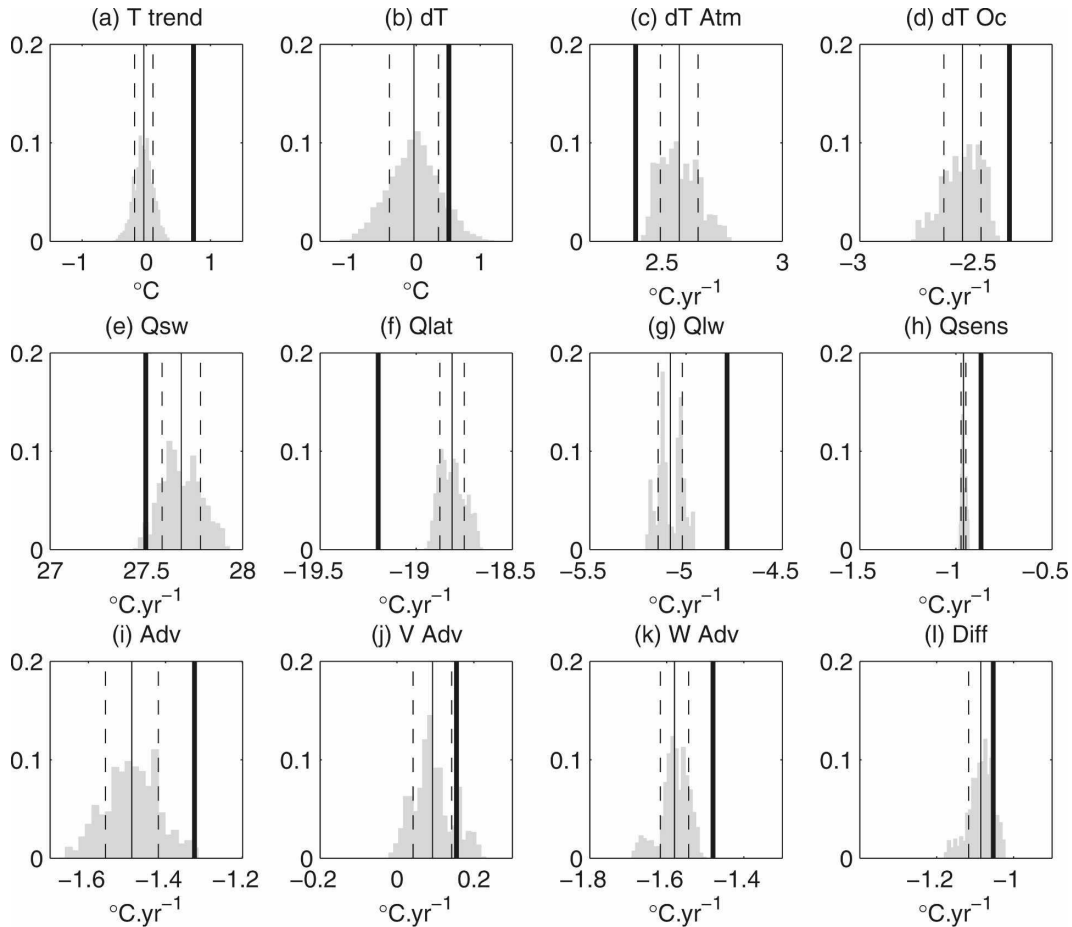 (a) T trend (b) dT (c) dT Atm (d) dT Oc
0.2 0.2 0.2 0.2
0.1 0.1 0.1 0.1
0 0 0 0
−1 0 1 −1 0 1 2.5 3 −3 −2.5
°C °C °C.yr⁻¹ °C.yr⁻¹
(e) Qsw (f) Qlat (g) Qlw (h) Qsens
0.2 0.2 0.2 0.2
0.1 0.1 0.1 0.1
0 0 0 0
27 27.5 28 −19.5 −19 −18.5 −5.5 −5 −4.5 −1.5 −1 −0.5
°C.yr⁻¹ °C.yr⁻¹ °C.yr⁻¹ °C.yr⁻¹
(i) Adv (j) V Adv (k) W Adv (l) Diff
0.2 0.2 0.2 0.2
0.1 0.1 0.1 0.1
0 0 0 0
−1.6 −1.4 −1.2 −0.2 0 0.2 −1.8 −1.6 −1.4 −1.2 −1
°C.yr⁻¹ °C.yr⁻¹ °C.yr⁻¹ °C.yr⁻¹